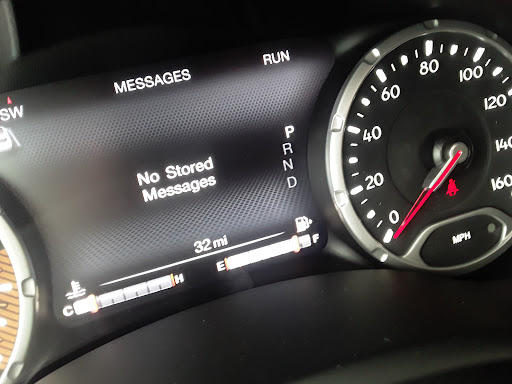 MESSAGES
RUN
SW
No Stored
Messages
P
R
N
D
32 mi
C
H
E
F
0
20
40
60
80
100
120
140
160
MPH